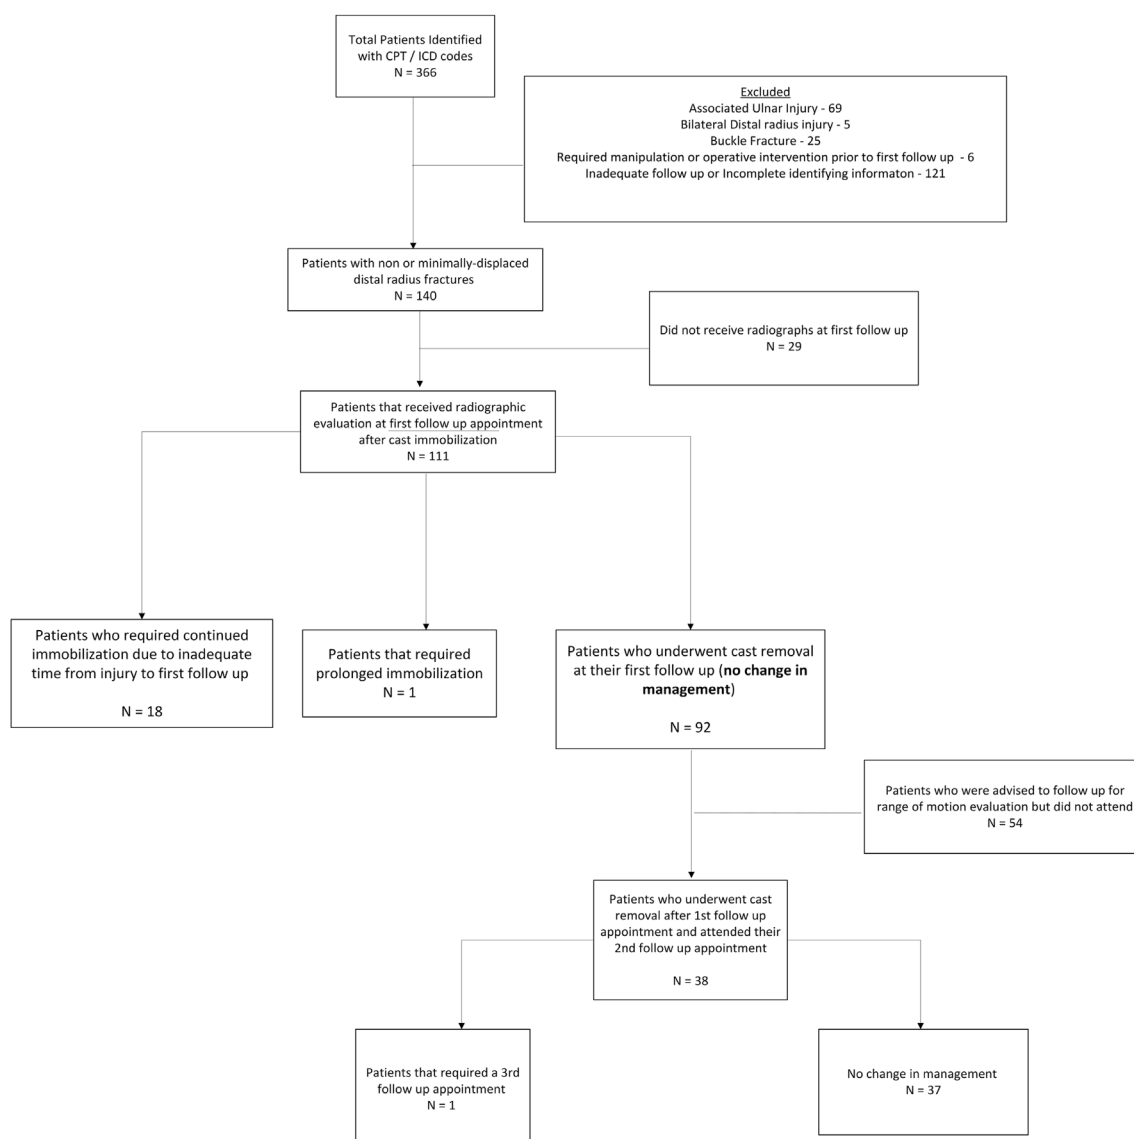 Total Patients Identified
with CPT / ICD codes
N = 366
Excluded
Associated Ulnar Injury - 69
Bilateral Distal radius injury - 5
Buckle Fracture - 25
Required manipulation or operative intervention prior to first follow up  - 6
Inadequate follow up or Incomplete identifying informaton - 121
Patients with non or minimally-displaced
distal radius fractures
N = 140
Did not receive radiographs at first follow up
N = 29
Patients that received radiographic
evaluation at first follow up appointment
after cast immobilization
N = 111
Patients who required continued
immobilization due to inadequate
time from injury to first follow up
N = 18
Patients that required
prolonged immobilization
N = 1
Patients who underwent cast removal
at their first follow up (no change in
management)
N = 92
Patients who were advised to follow up for
range of motion evaluation but did not attend
N = 54
Patients who underwent cast
removal after 1st follow up
appointment and attended their
2nd follow up appointment
N = 38
Patients that required a 3rd
follow up appointment
N = 1
No change in management
N = 37